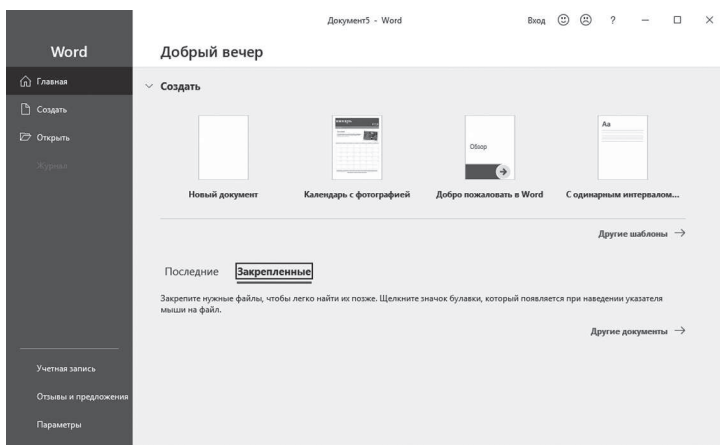 Документ5 - Word
Вход
?
Word
Добрый вечер
Главная
Создать
Открыть
Журнал
Создать
Aa
Обзор
Новый документ
Календарь с фотографией
Добро пожаловать в Word
С одинарным интервалом...
Другие шаблоны
Последние
Закрепленные
Закрепите нужные файлы, чтобы легко найти их позже. Щелкните значок булавки, который появляется при наведении указателя
мыши на файл.
Другие документы
Учетная запись
Отзывы и предложения
Параметры